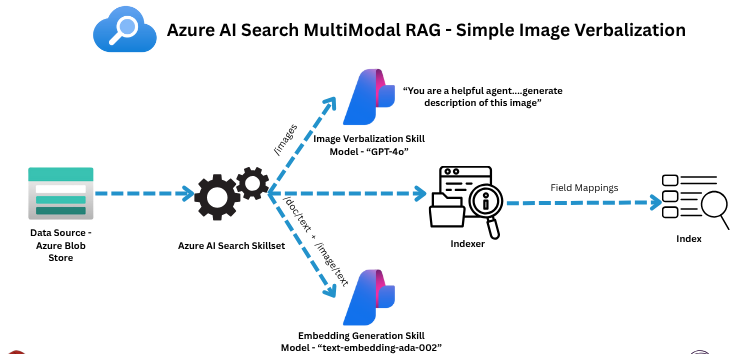 Azure AI Search MultiModal RAG - Simple Image Verbalization
“You are a helpful agent....generate
description of this image”
/images
Image Verbalization Skill
Model - “GPT-4o”
Data Source -
Azure Blob
Store
Azure AI Search Skillset
/doc/text + /image/text
Indexer
Field Mappings
Index
Embedding Generation Skill
Model - “text-embedding-ada-002”